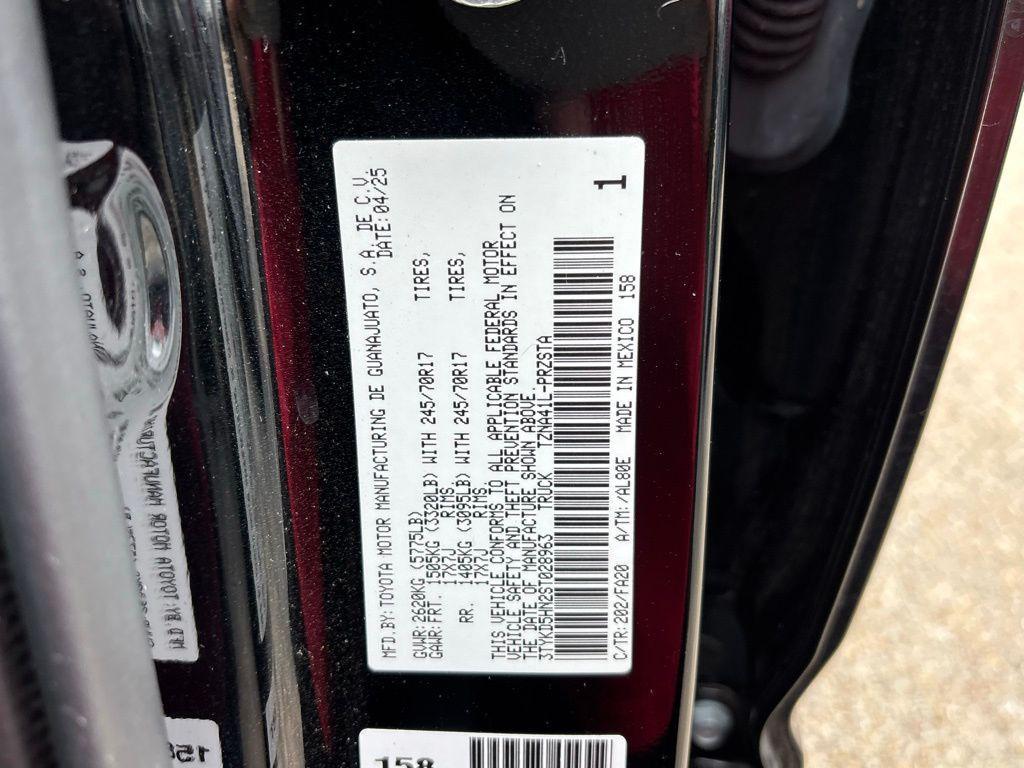 MFD.BY:TOYOTA MOTOR MANUFACTURING DE GUANAJUATO, S.A. DE C.V.
DATE:04/25
GVWR:2620KG (5775LB)
GAWR:FRT. 1505KG (3320LB) WITH 245/70R17 TIRES,
17X7J RIMS.
RR. 1405KG (3095LB) WITH 245/70R17 TIRES,
17X7J RIMS.
THIS VEHICLE CONFORMS TO ALL APPLICABLE FEDERAL MOTOR
VEHICLE SAFETY AND THEFT PREVENTION STANDARDS IN EFFECT ON
THE DATE OF MANUFACTURE SHOWN ABOVE.
3TYKD5HN2ST028963 TRUCK TZNA41L-PRZSTA
1
C/TR:202/FA20 A/TM:/AL80E MADE IN MEXICO 158
158